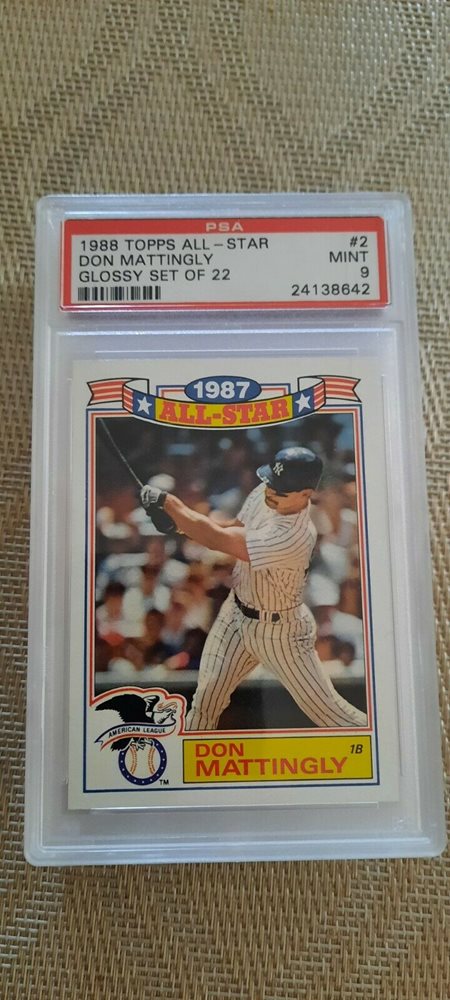 PSA
1988 TOPPS ALL-STAR #2
DON MATTINGLY MINT
GLOSSY SET OF 22 9
24138642
1987
ALL-STAR
NY
AMERICAN LEAGUE
TM
DON 1B
MATTINGLY